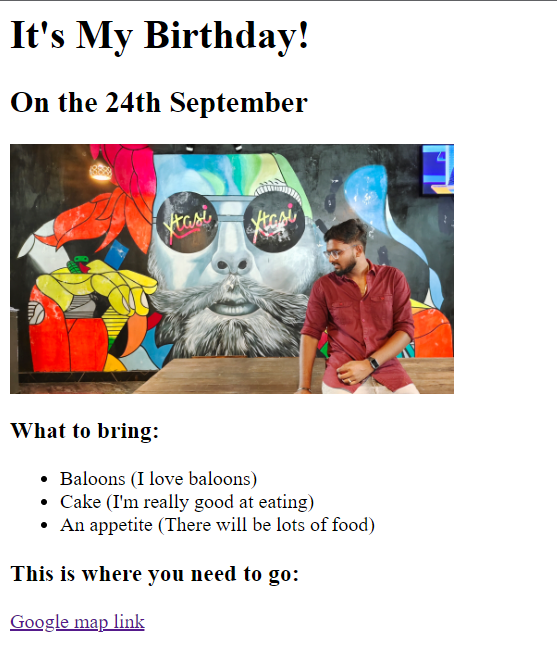 It's My Birthday!
On the 24th September
Xtasi Xtasi
What to bring:
Baloons (I love baloons)
Cake (I'm really good at eating)
An appetite (There will be lots of food)
This is where you need to go:
Google map link